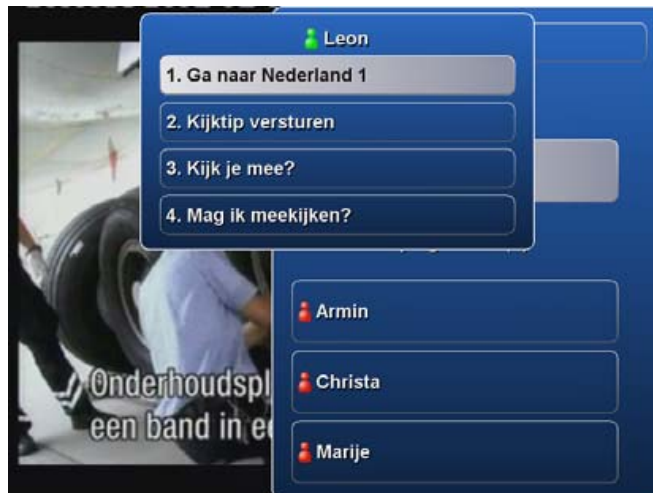 Leon
1. Ga naar Nederland 1
2. Kijktip versturen
3. Kijk je mee?
4. Mag ik meekijken?
Armin
Christa
Marije
Onderhoudspl
een band in e